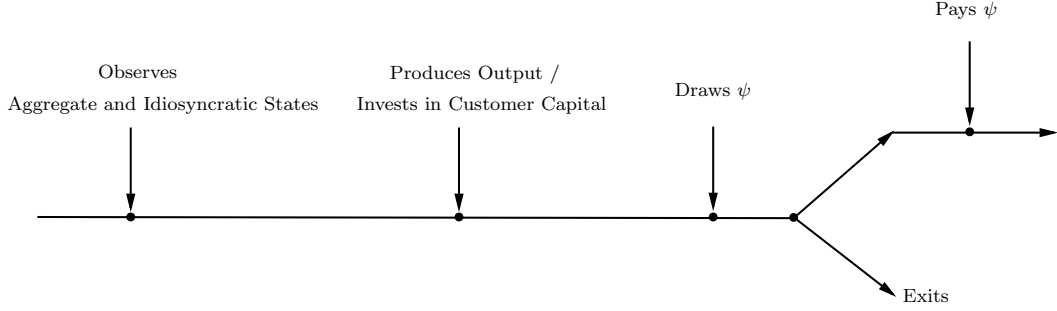 Observes
Aggregate and Idiosyncratic States
Produces Output /
Invests in Customer Capital
Draws ψ
Pays ψ
Exits